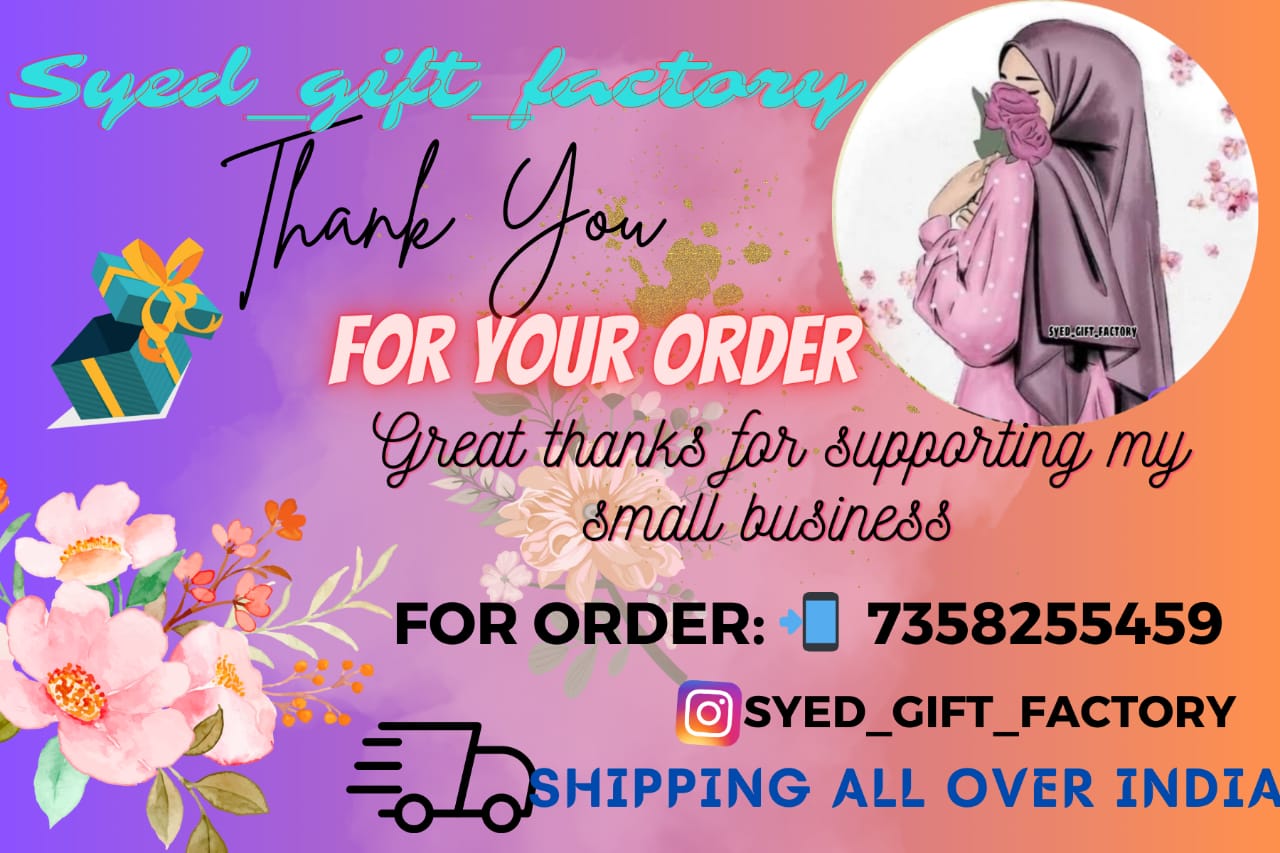 Syed_gift_factory
Thank You
FOR YOUR ORDER
SYED_GIFT_FACTORY
Great thanks for supporting my
small business
FOR ORDER: 7358255459
SYED_GIFT_FACTORY
SHIPPING ALL OVER INDIA